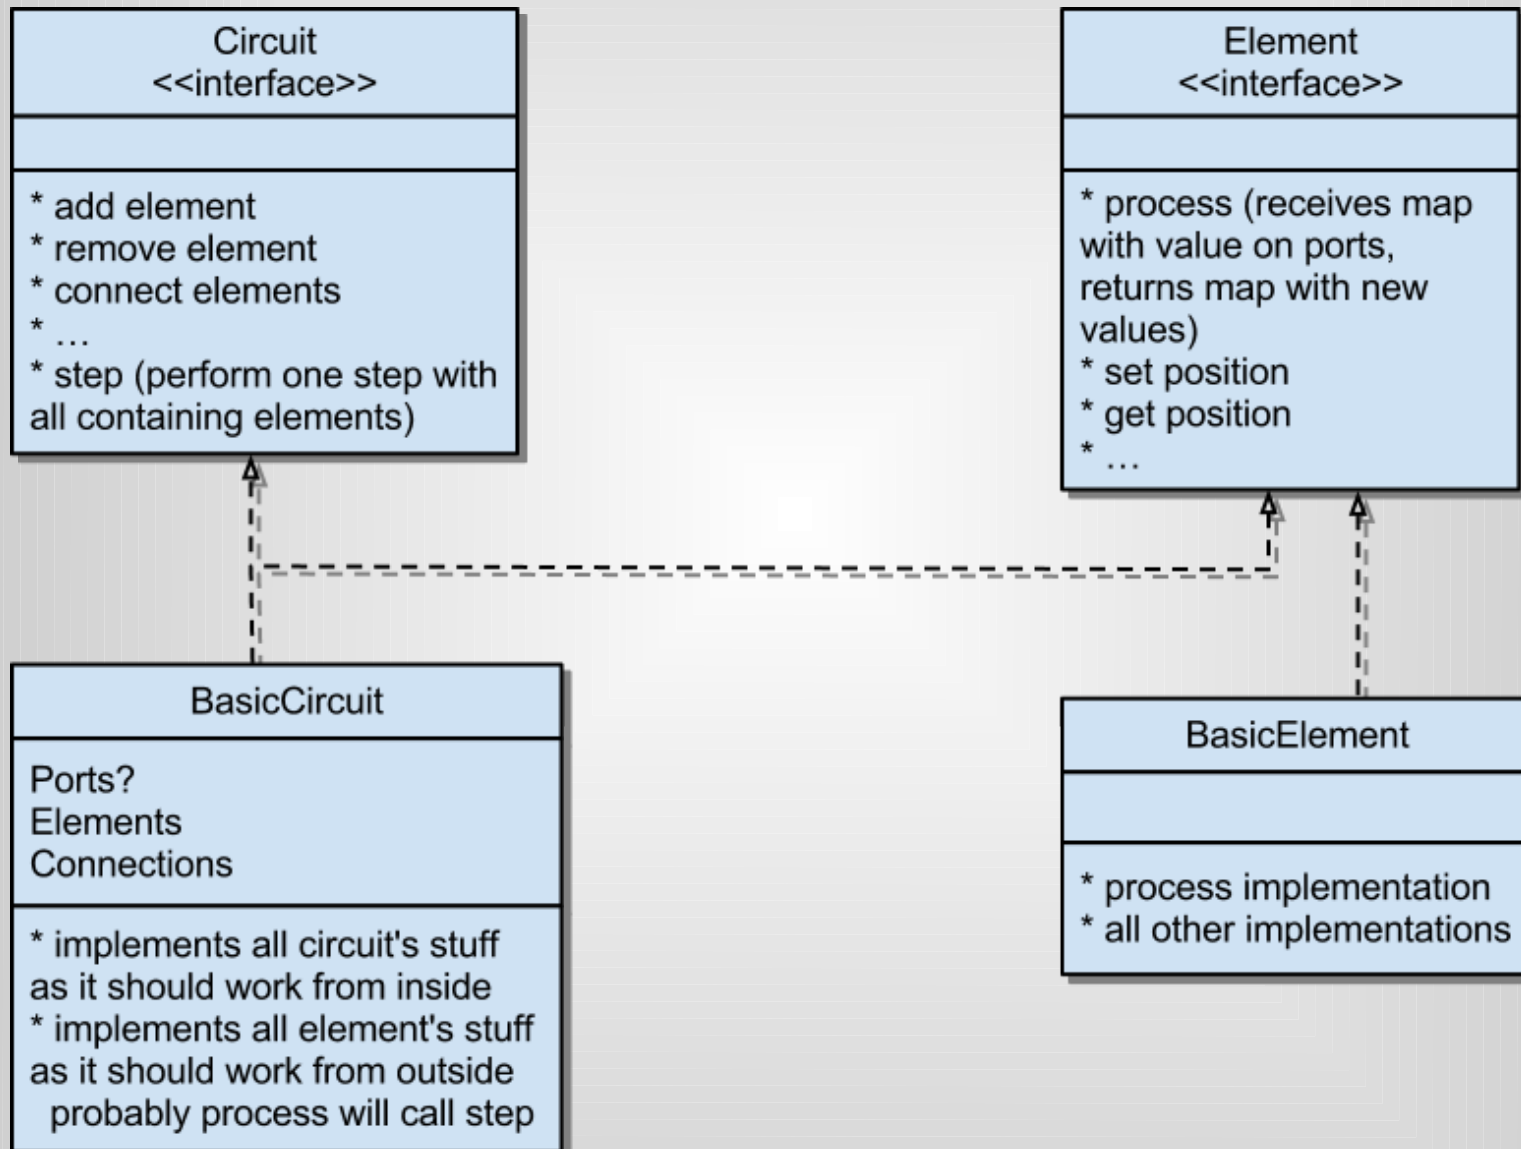 Circuit
<<interface>>
* add element
* remove element
* connect elements
* ...
* step (perform one step with
all containing elements)
Element
<<interface>>
* process (receives map
with value on ports,
returns map with new
values)
* set position
* get position
* ...
BasicCircuit
Ports?
Elements
Connections
* implements all circuit's stuff
as it should work from inside
* implements all element's stuff
as it should work from outside
probably process will call step
BasicElement
* process implementation
* all other implementations